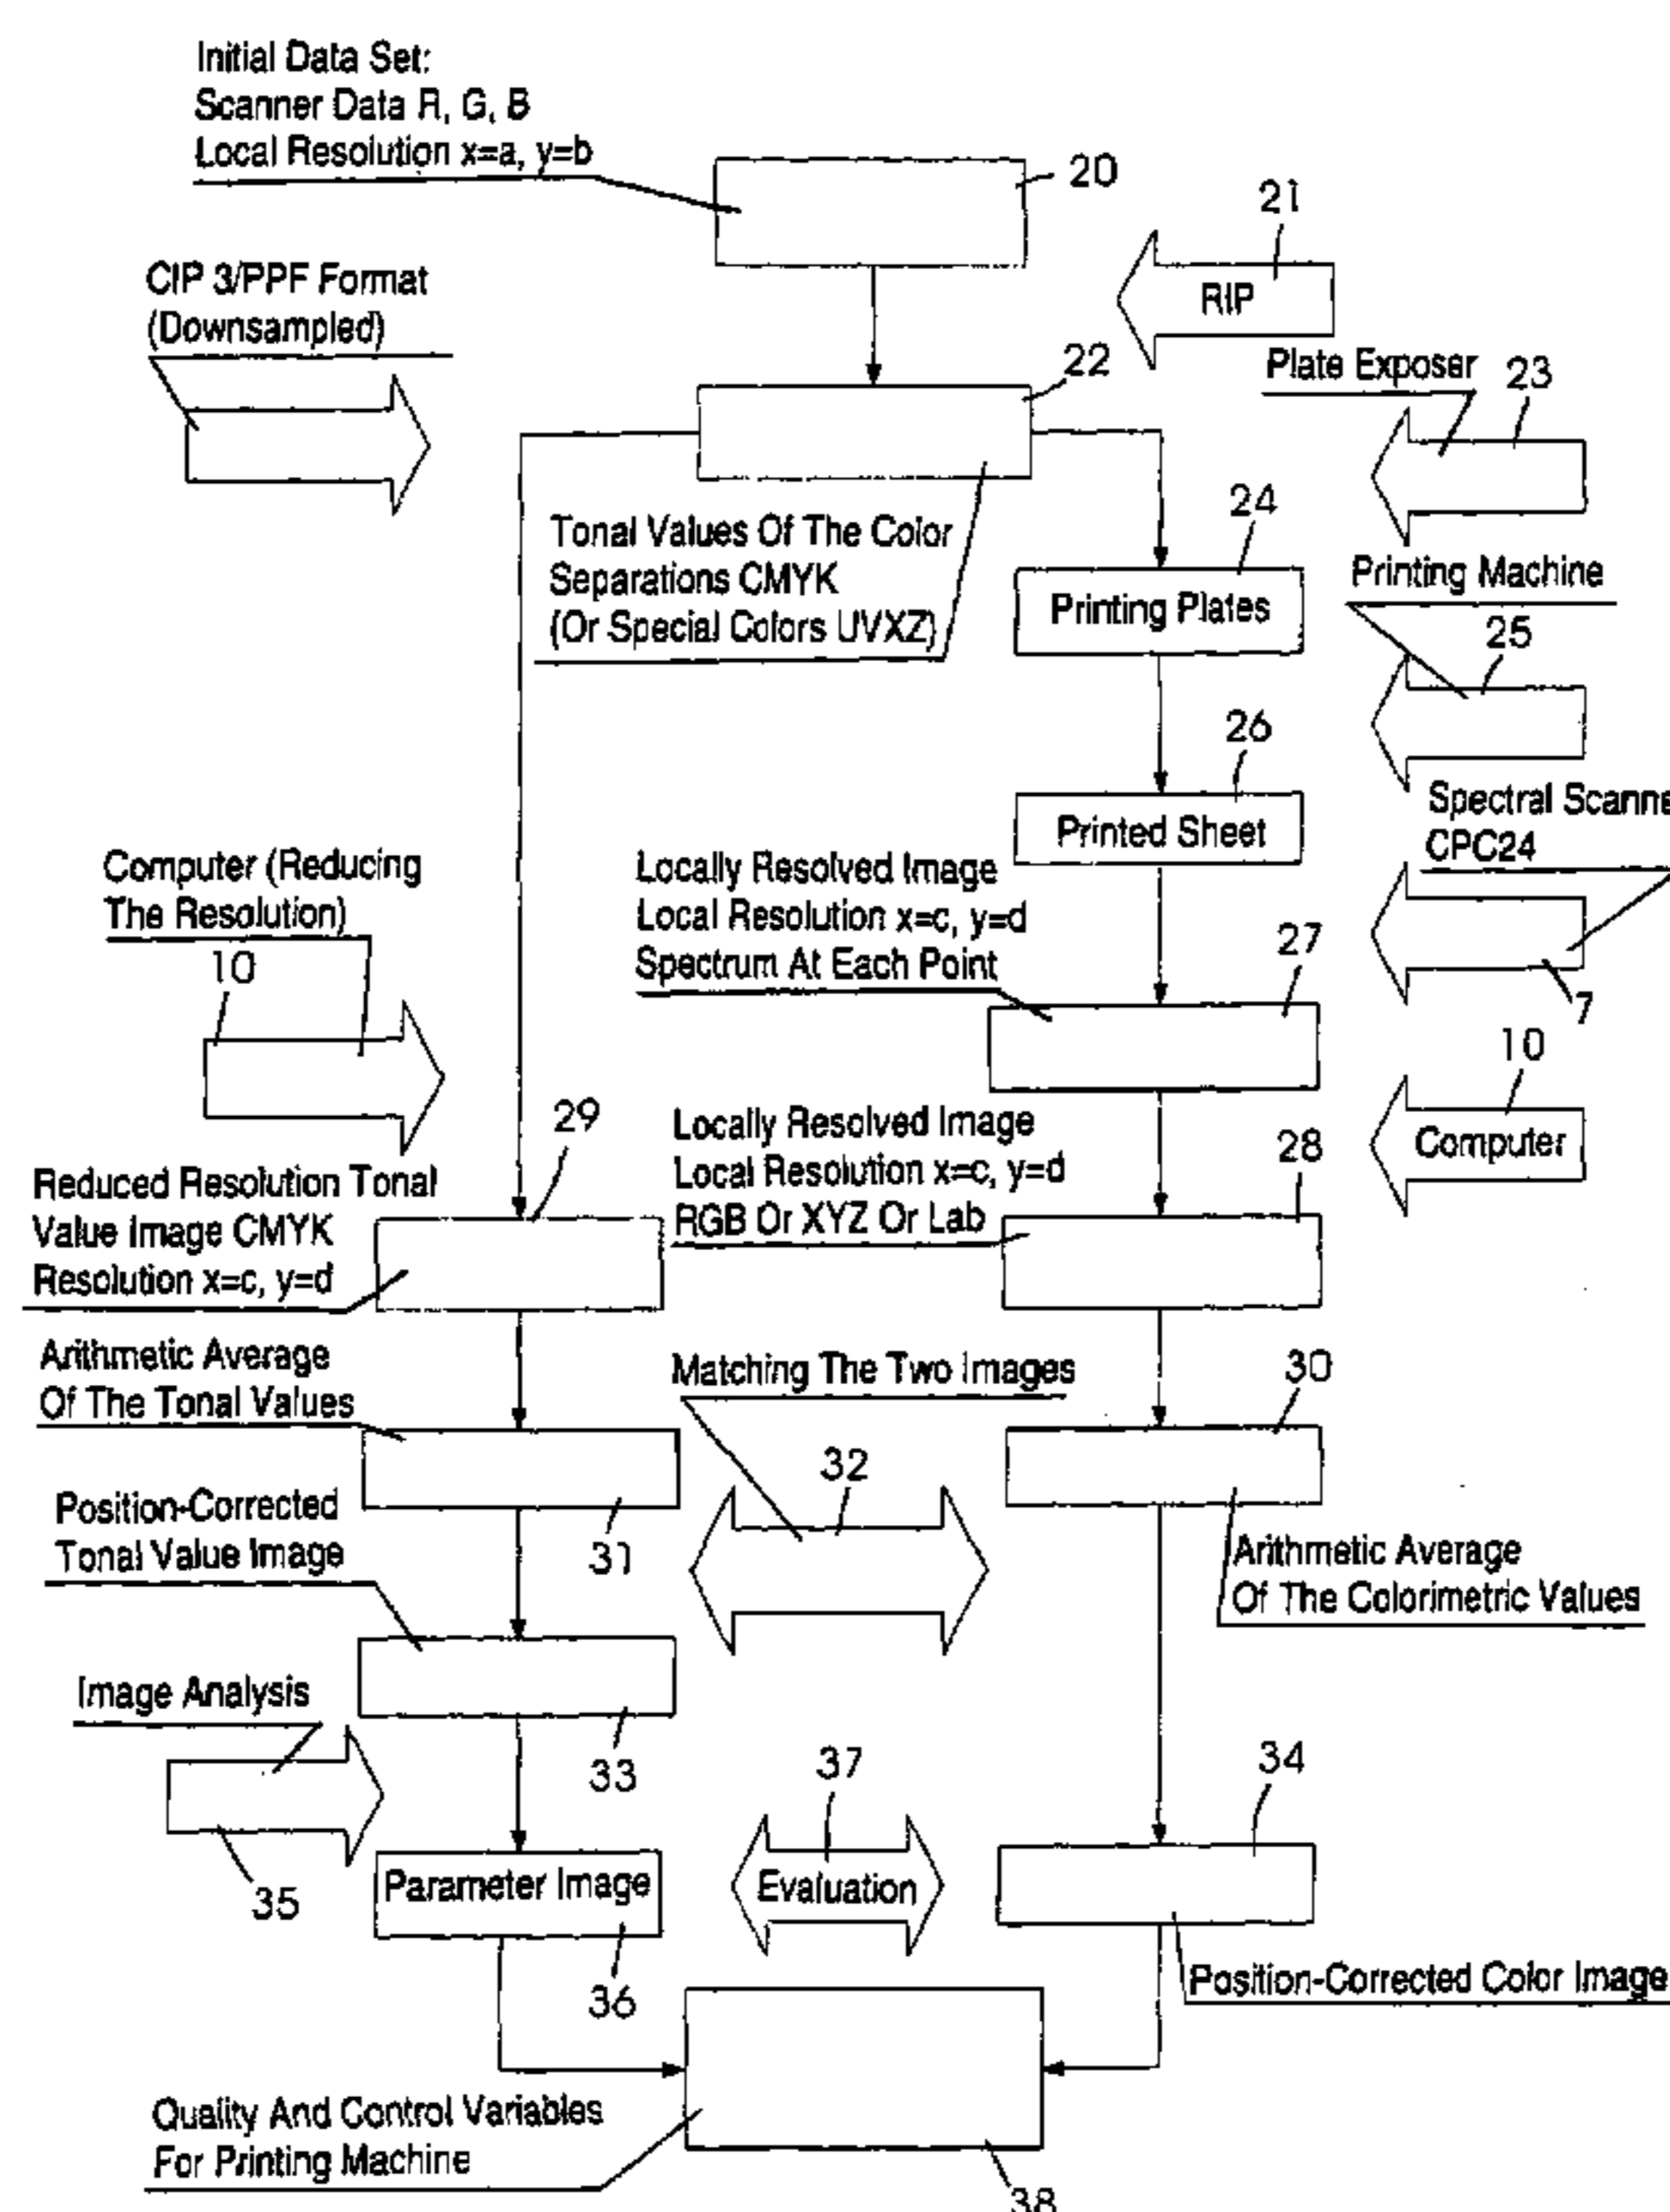 Initial Data Set:
Scanner Data R, G, B
Local Resolution x=a, y=b
20
21
RIP
CIP 3/PPF Format
(Downsampled)
22
Plate Exposer
23
Tonal Values Of The Color
Separations CMYK
(Or Special Colors UVXZ)
24
Printing Plates
Printing Machine
25
26
Printed Sheet
Spectral Scanne
CPC24
7
Computer (Reducing
The Resolution)
10
Locally Resolved Image
Local Resolution x=c, y=d
Spectrum At Each Point
27
10
Computer
29
Reduced Resolution Tonal
Value Image CMYK
Resolution x=c, y=d
Locally Resolved Image
Local Resolution x=c, y=d
RGB Or XYZ Or Lab
28
Arithmetic Average
Of The Tonal Values
31
Matching The Two Images
32
30
Arithmetic Average
Of The Colorimetric Values
Position-Corrected
Tonal Value Image
33
Image Analysis
35
Parameter Image
36
37
Evaluation
34
Position-Corrected Color Image
Quality And Control Variables
For Printing Machine
38